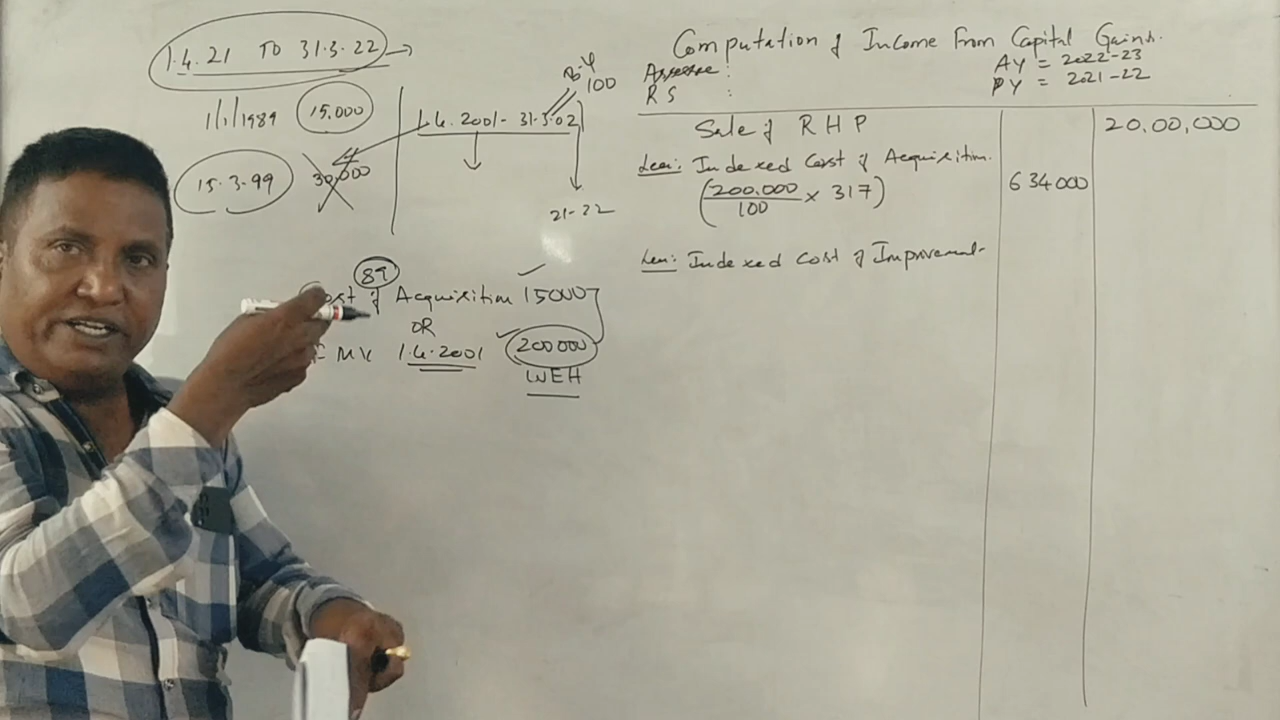 1.4.21 TO 31.3.22
1/1/1989 15,000
100
1.4.2001- 31.3.02
15.3.99 30,000
21-22
89
Cost of Acquisition 15000
OR
FMV 1.4.2001 200000
WEH
Computation of Income From Capital Gains.
Assessee : AY = 2022-23
RS : PY = 2021-22
Sale of RHP 20,00,000
Less: Indexed Cost of Acquisition.
(200.000/100 × 317) 634000
Less: Indexed Cost of Improvement